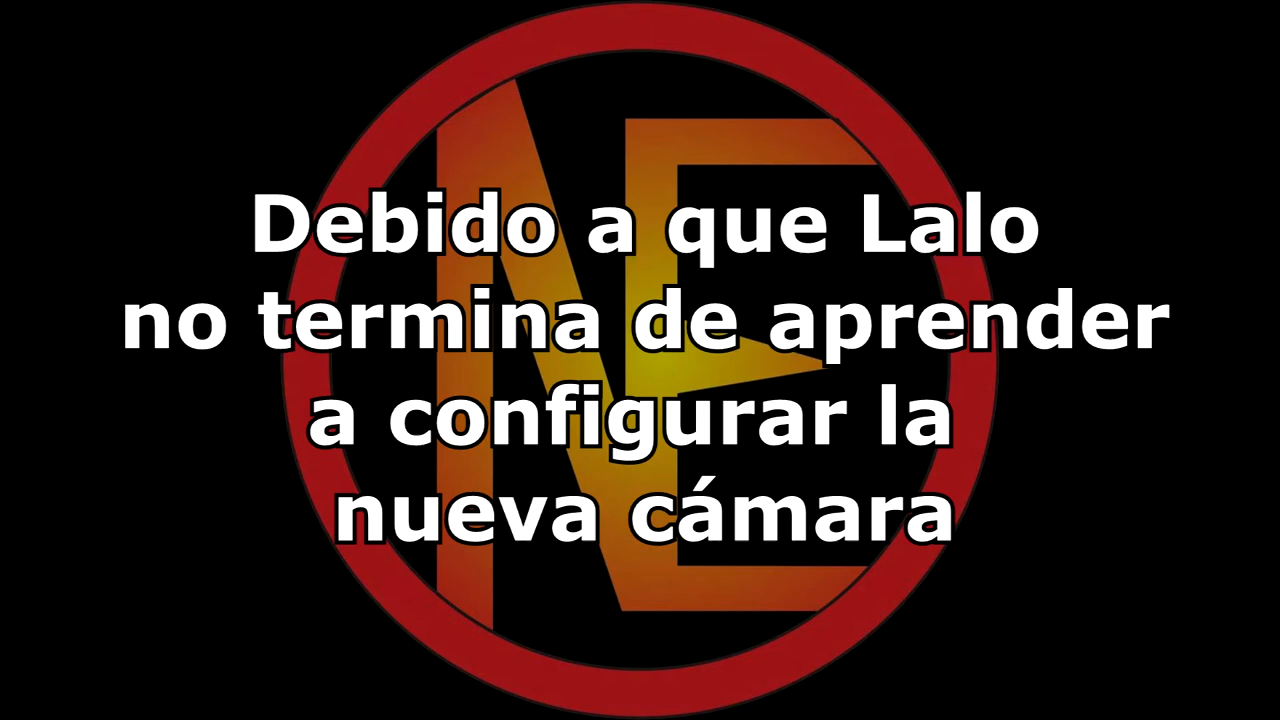 Debido a que Lalo
no termina de aprender
a configurar la
nueva cámara